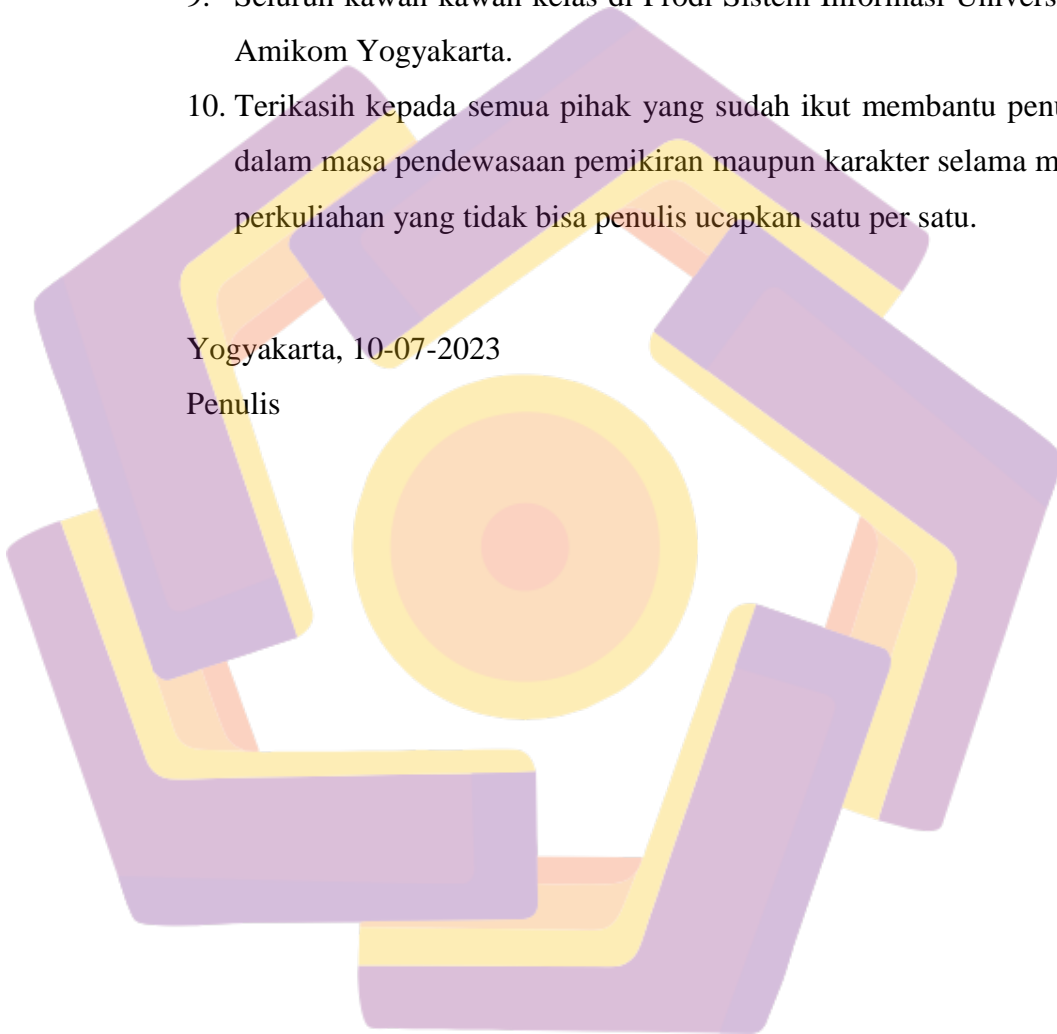 9. Seluruh kawan kawan kelas di Prodi Sistem Informasi
Amikom Yogyakarta.
10. Terikasih kepada semua pihak yang sudah ikut membantu
dalam masa pendewasaan pemikiran maupun karakter selama
perkuliahan yang tidak bisa penulis ucapkan satu per satu.
Yogyakarta, 10-07-2023
Penulis